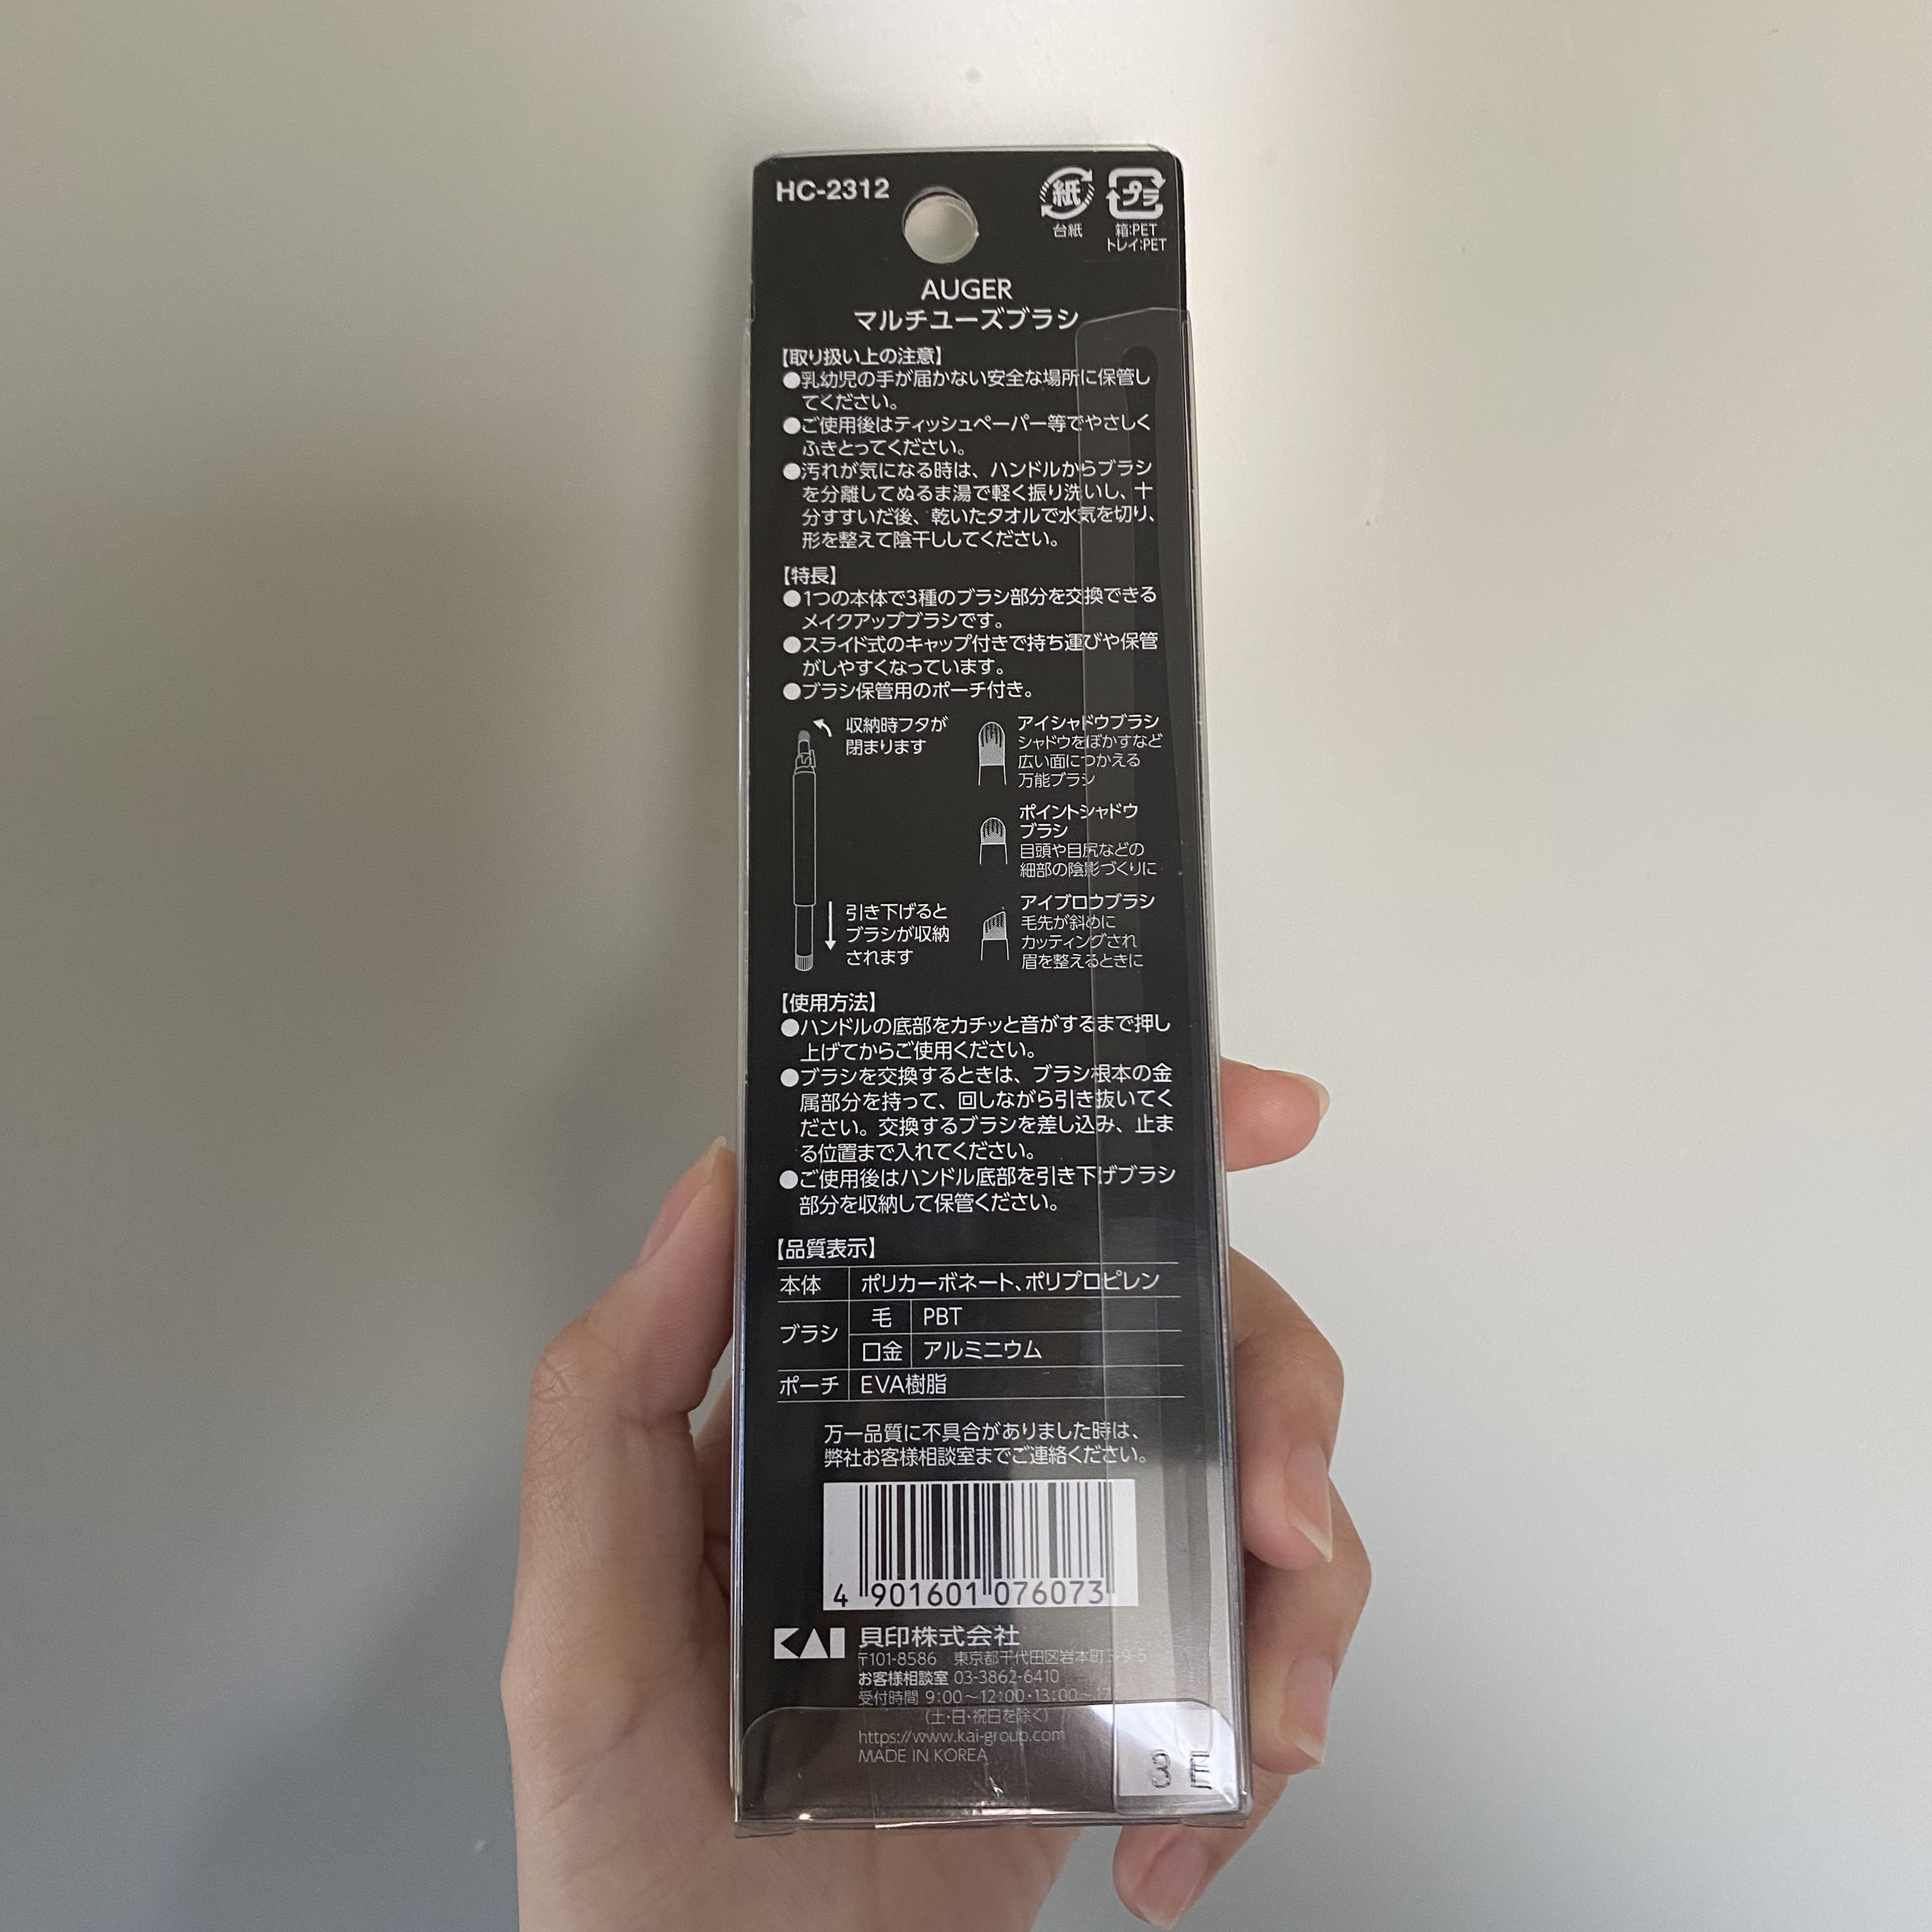 HC-2312
紙
プラ
台紙
箱:PET
トレイ:PET
AUGER
マルチユーズブラシ
【取り扱い上の注意】
●乳幼児の手が届かない安全な場所に保管し
てください。
●ご使用後はティッシュペーパー等でやさしく
ふきとってください。
●汚れが気になる時は、ハンドルからブラシ
を分離してぬるま湯で軽く振り洗いし、十
分すすいだ後、乾いたタオルで水気を切り、
形を整えて陰干ししてください。
【特長】
●1つの本体で3種のブラシ部分を交換できる
メイクアップブラシです。
●スライド式のキャップ付きで持ち運びや保管
がしやすくなっています。
●ブラシ保管用のポーチ付き。
収納時フタが
閉まります
引き下げると
ブラシが収納
されます
アイシャドウブラシ
シャドウをぼかすなど
広い面につかえる
万能ブラシ
ポイントシャドウ
ブラシ
目頭や目尻などの
細部の陰影づくりに
アイブロウブラシ
毛先が斜めに
カッティングされ
眉を整えるときに
【使用方法】
●ハンドルの底部をカチッと音がするまで押し
上げてからご使用ください。
●ブラシを交換するときは、ブラシ根本の金
属部分を持って、回しながら引き抜いてく
ださい。交換するブラシを差し込み、止ま
る位置まで入れてください。
●ご使用後はハンドル底部を引き下げブラシ
部分を収納して保管ください。
【品質表示】
本体 ポリカーボネート、ポリプロピレン
ブラシ 毛 PBT
口金 アルミニウム
ポーチ EVA樹脂
万一品質に不具合がありました時は、
弊社お客様相談室までご連絡ください。
4 901601 076073
KAI 貝印株式会社
〒101-8586 東京都千代田区岩本町 -9-5
お客様相談室 03-3862-6410
受付時間 9:00～12:00・13:00～
(土・日・祝日を除く)
https://www.kai-group.com
MADE IN KOREA
3 E